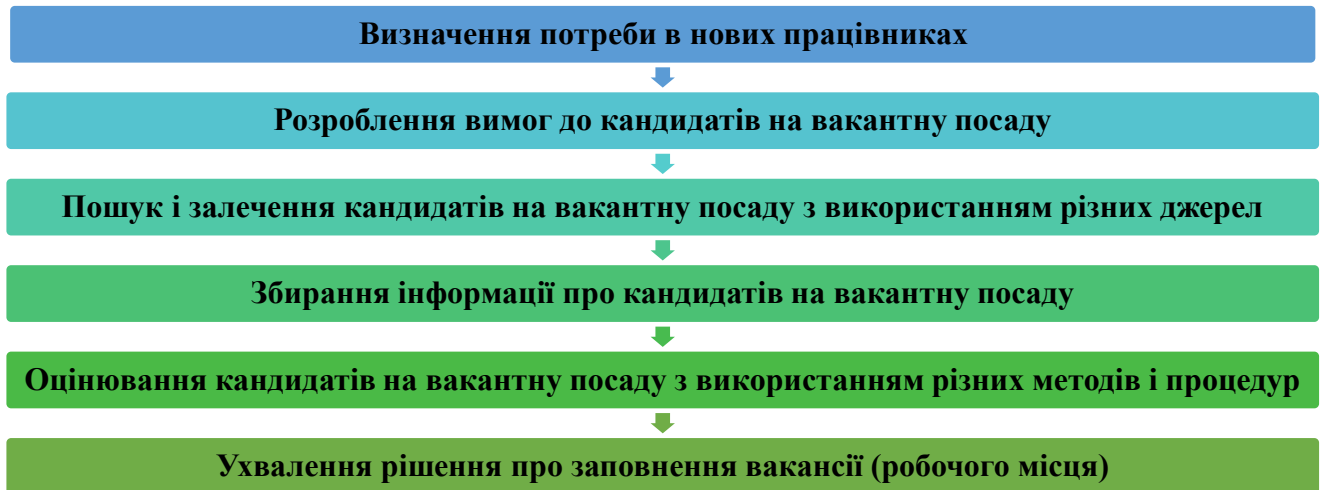 Визначення потреби в нових працівниках
Розроблення вимог до кандидатів на вакантну посаду
Пошук і залечення кандидатів на вакантну посаду з використанням різних джерел
Збирання інформації про кандидатів на вакантну посаду
Оцінювання кандидатів на вакантну посаду з використанням різних методів і процедур
Ухвалення рішення про заповнення вакансії (робочого місця)